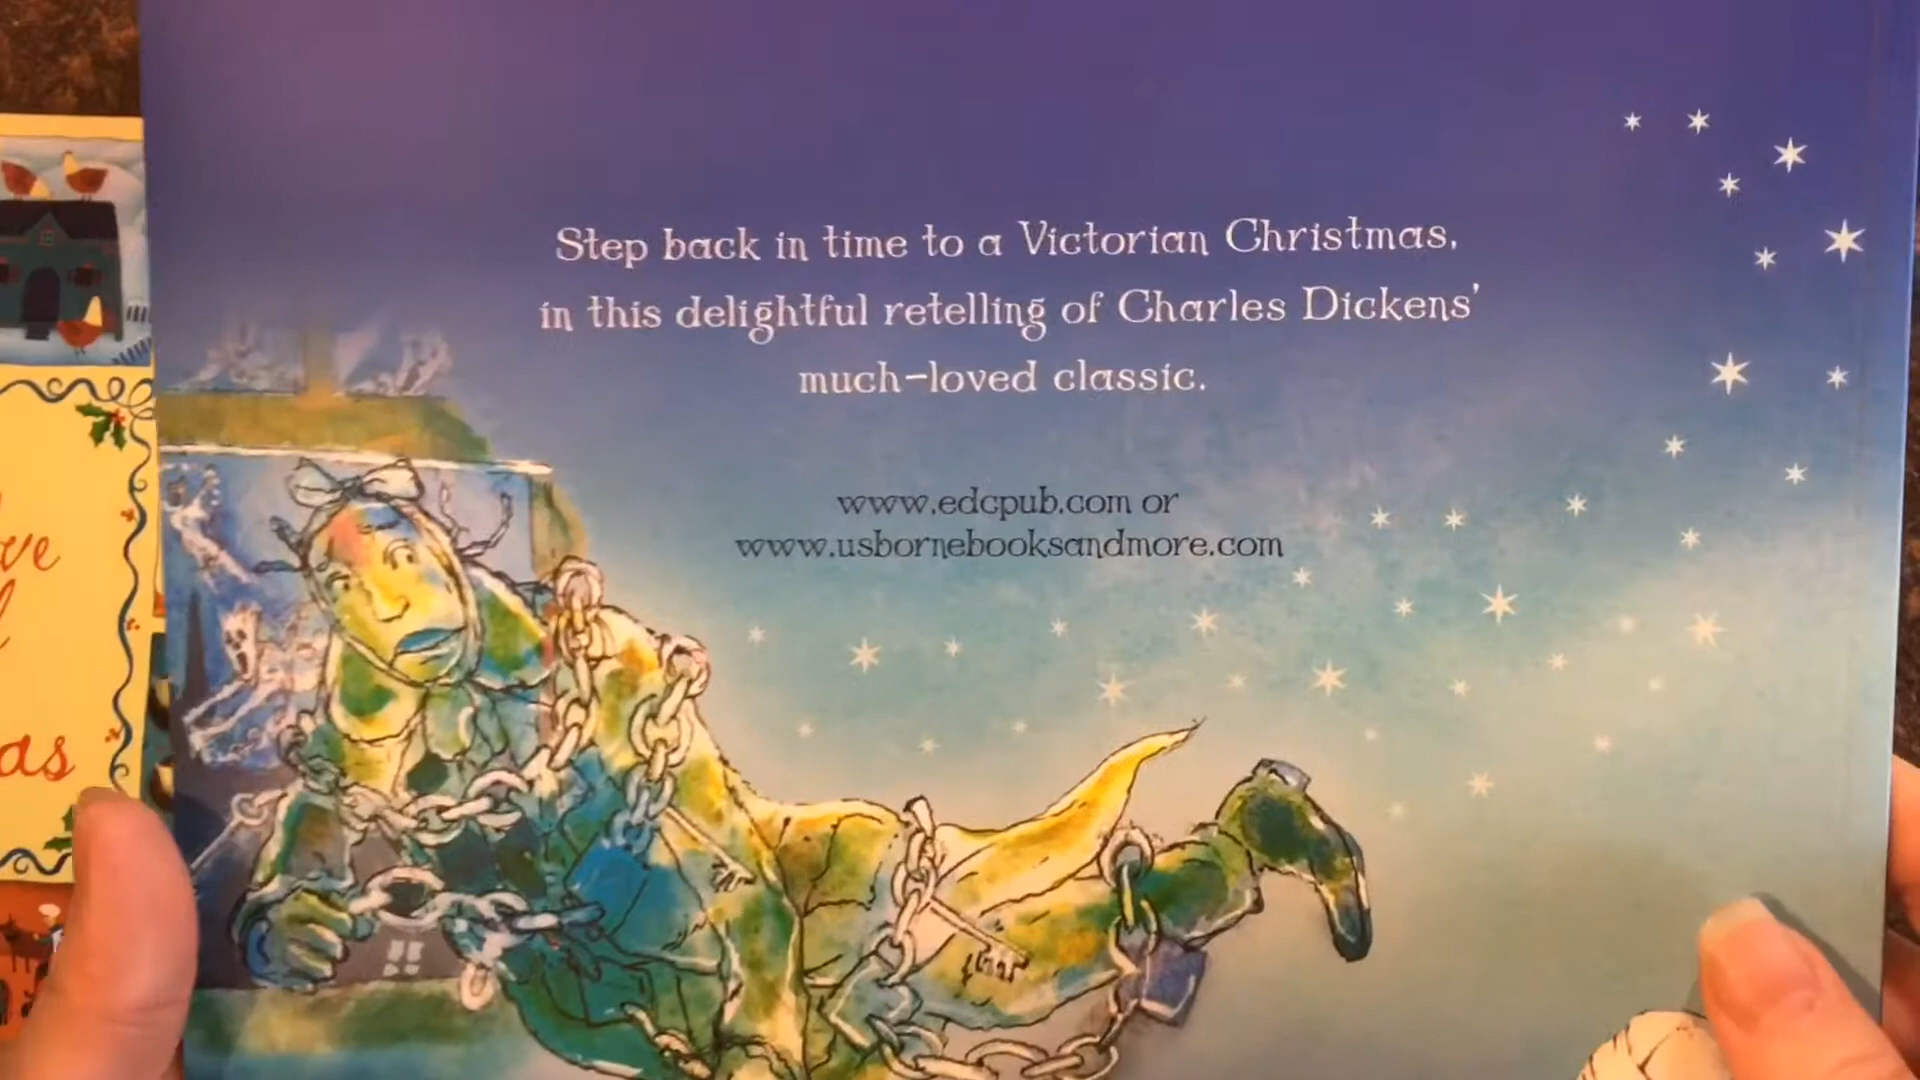 Step back in time to a Victorian Christmas,
in this delightful retelling of Charles Dickens'
much-loved classic.
www.edcpub.com or
www.usbornebooksandmore.com